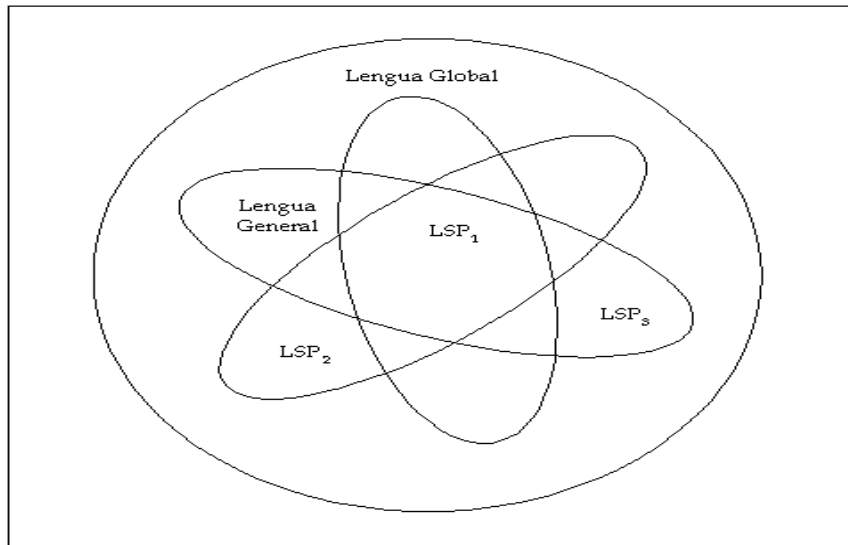 Lengua Global
Lengua
General
LSP₁
LSP₂
LSP₃